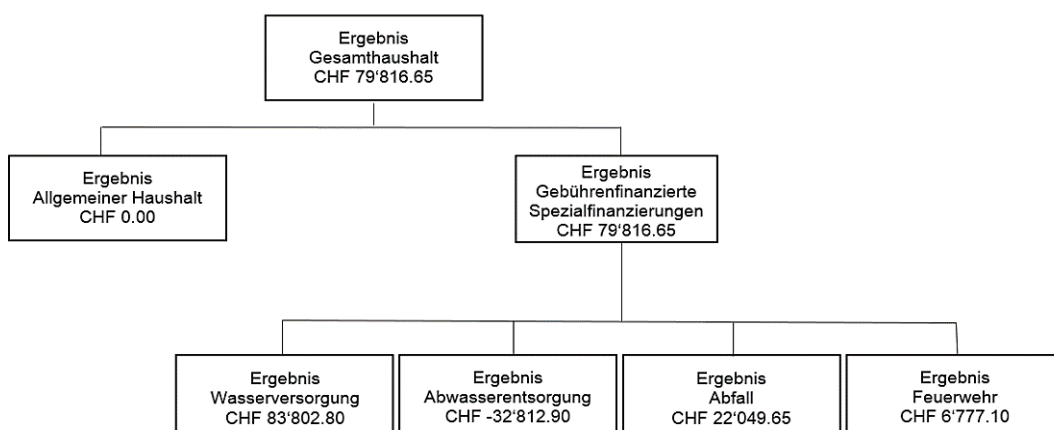 Ergebnis
Gesamthaushalt
CHF 79‘816.65
Ergebnis
Allgemeiner Haushalt
CHF 0.00
Ergebnis
Gebührenfinanzierte
Spezialfinanzierungen
CHF 79‘816.65
Ergebnis
Wasserversorgung
CHF 83‘802.80
Ergebnis
Abwasserentsorgung
CHF -32‘812.90
Ergebnis
Abfall
CHF 22‘049.65
Ergebnis
Feuerwehr
CHF 6‘777.10